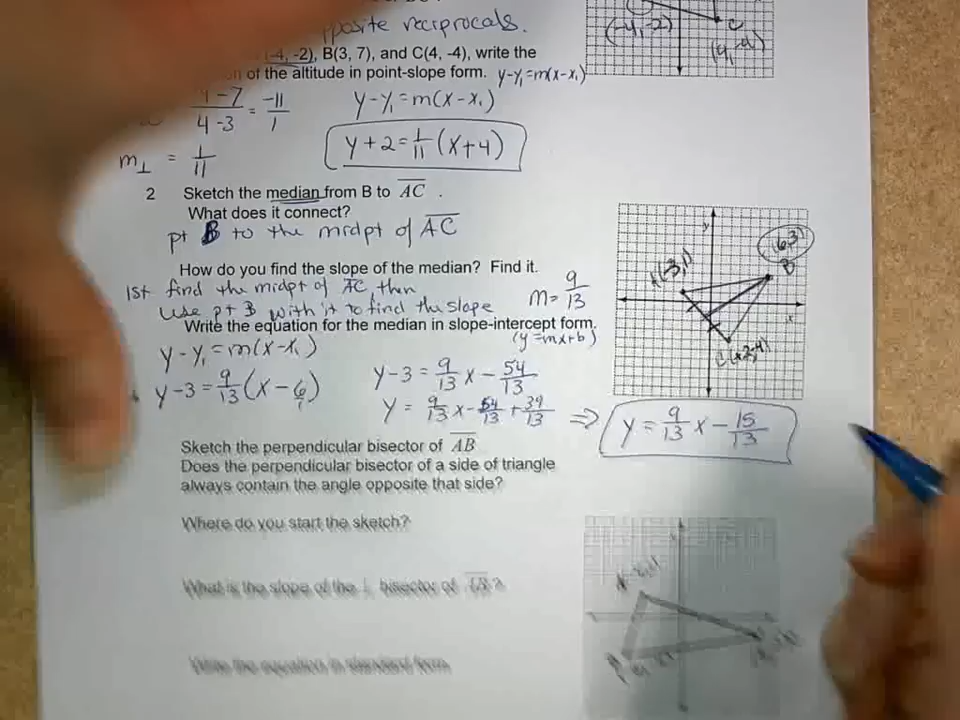 opposite reciprocals.
(-4, -2)
C
(4, -4)
(-4, -2), B(3, 7), and C(4, -4), write the
of the altitude in point-slope form. y-y₁=m(x-x₁)
-7/4-3 = -11/1
y-y₁=m(x-x₁)
y+2=1/11(x+4)
m⊥ = 1/11
2 Sketch the median from B to AC .
What does it connect?
pt B to the midpt of AC
y
(6,3)
B
A(-3,1)
x
How do you find the slope of the median? Find it.
1st find the midpt of AC then
m= 9/13
use pt B with it to find the slope
Write the equation for the median in slope-intercept form.
(y=mx+b)
y-y₁=m(x-x₁)
y-3=9/13(x-6/1)
y-3=9/13x-54/13
y=9/13x-54/13+39/13 ⇒ y=9/13x-15/13
Sketch the perpendicular bisector of AB
Does the perpendicular bisector of a side of triangle
always contain the angle opposite that side?
Where do you start the sketch?
What is the slope of the ⊥ bisector of AB?
Write the equation in standard form.